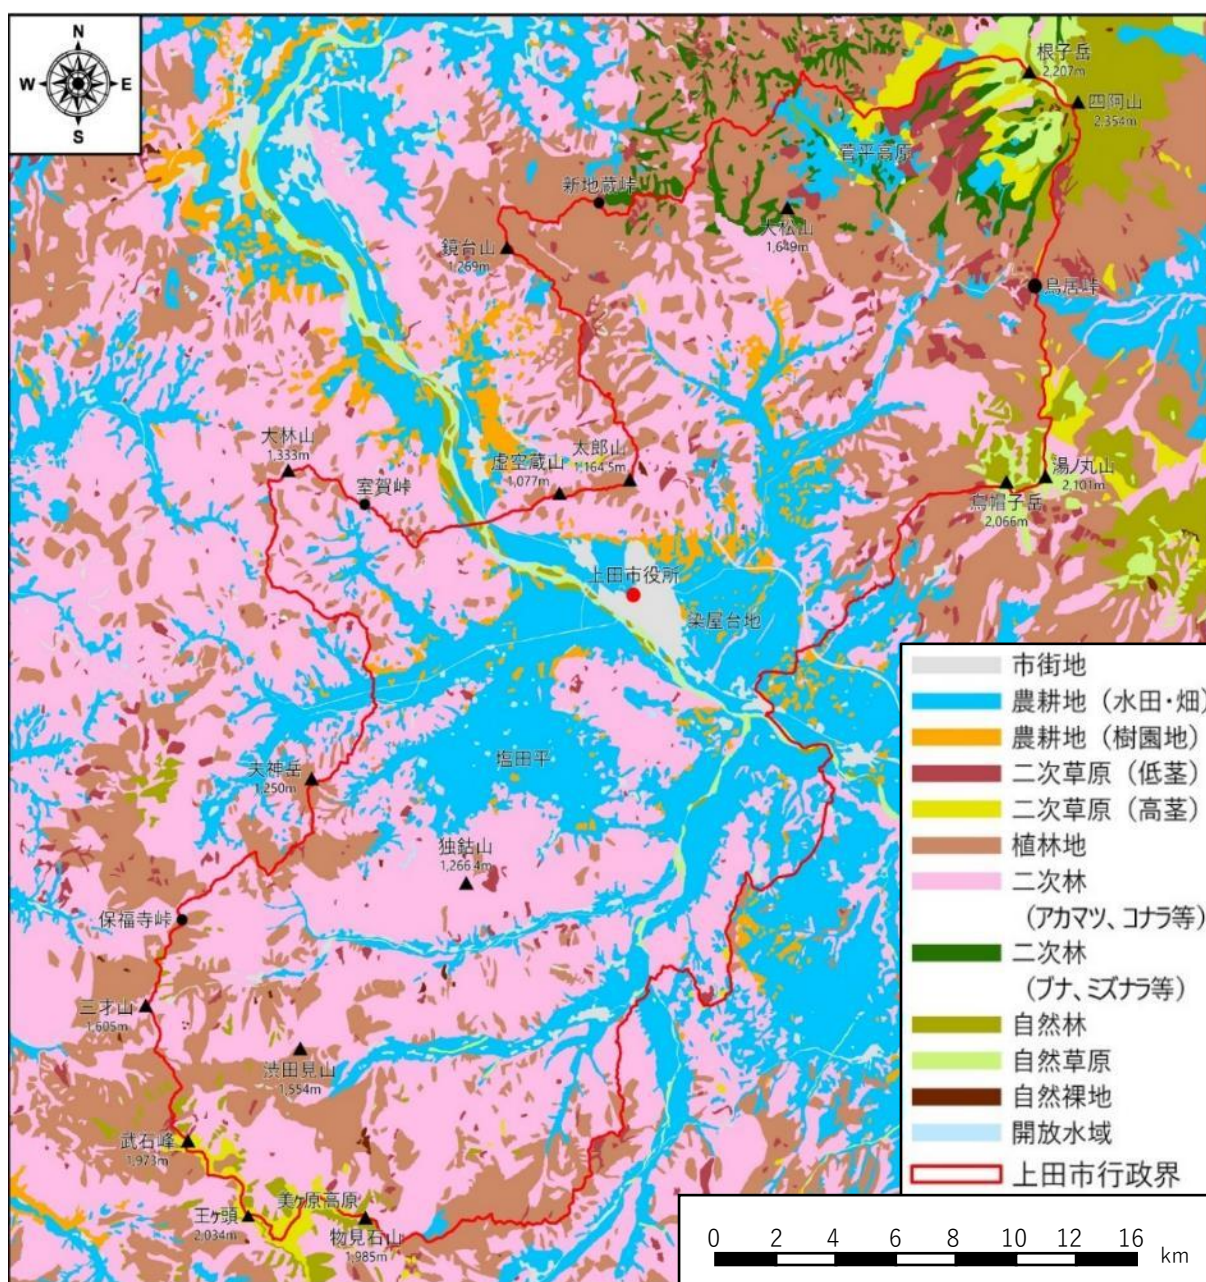 N
W
E
S
根子岳
2,207m
四阿山
2,354m
菅平高原
新地蔵峠
大松山
1,649m
鏡台山
1,269m
鳥居峠
大林山
1,333m
太郎山
1,164.5m
虚空蔵山
1,077m
室賀峠
湯ノ丸山
2,101m
烏帽子岳
2,066m
上田市役所
染屋台地
塩田平
夫神岳
1,250m
独鈷山
1,266.4m
保福寺峠
三才山
1,605m
渋田見山
1,554m
武石峰
1,973m
美ヶ原高原
王ヶ頭
2,034m
物見石山
1,985m
市街地
農耕地（水田・畑）
農耕地（樹園地）
二次草原（低茎）
二次草原（高茎）
植林地
二次林
（アカマツ、コナラ等）
二次林
（ブナ、ミズナラ等）
自然林
自然草原
自然裸地
開放水域
上田市行政界
0 2 4 6 8 10 12 14 16
km